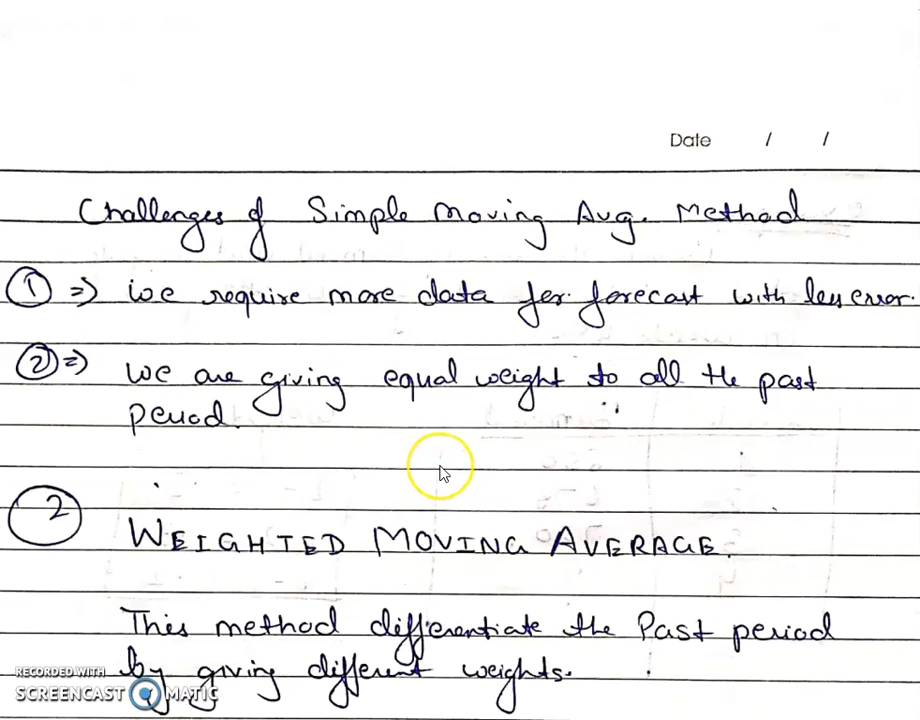 Date / /
Challenges of Simple Moving Avg. Method
① ⇒ we require more data for forecast with less error.
② ⇒ we are giving equal weight to all the past
period.
② WEIGHTED MOVING AVERAGE.
This method differentiate the Past period
by giving different weights.
RECORDED WITH
SCREENCAST MATIC